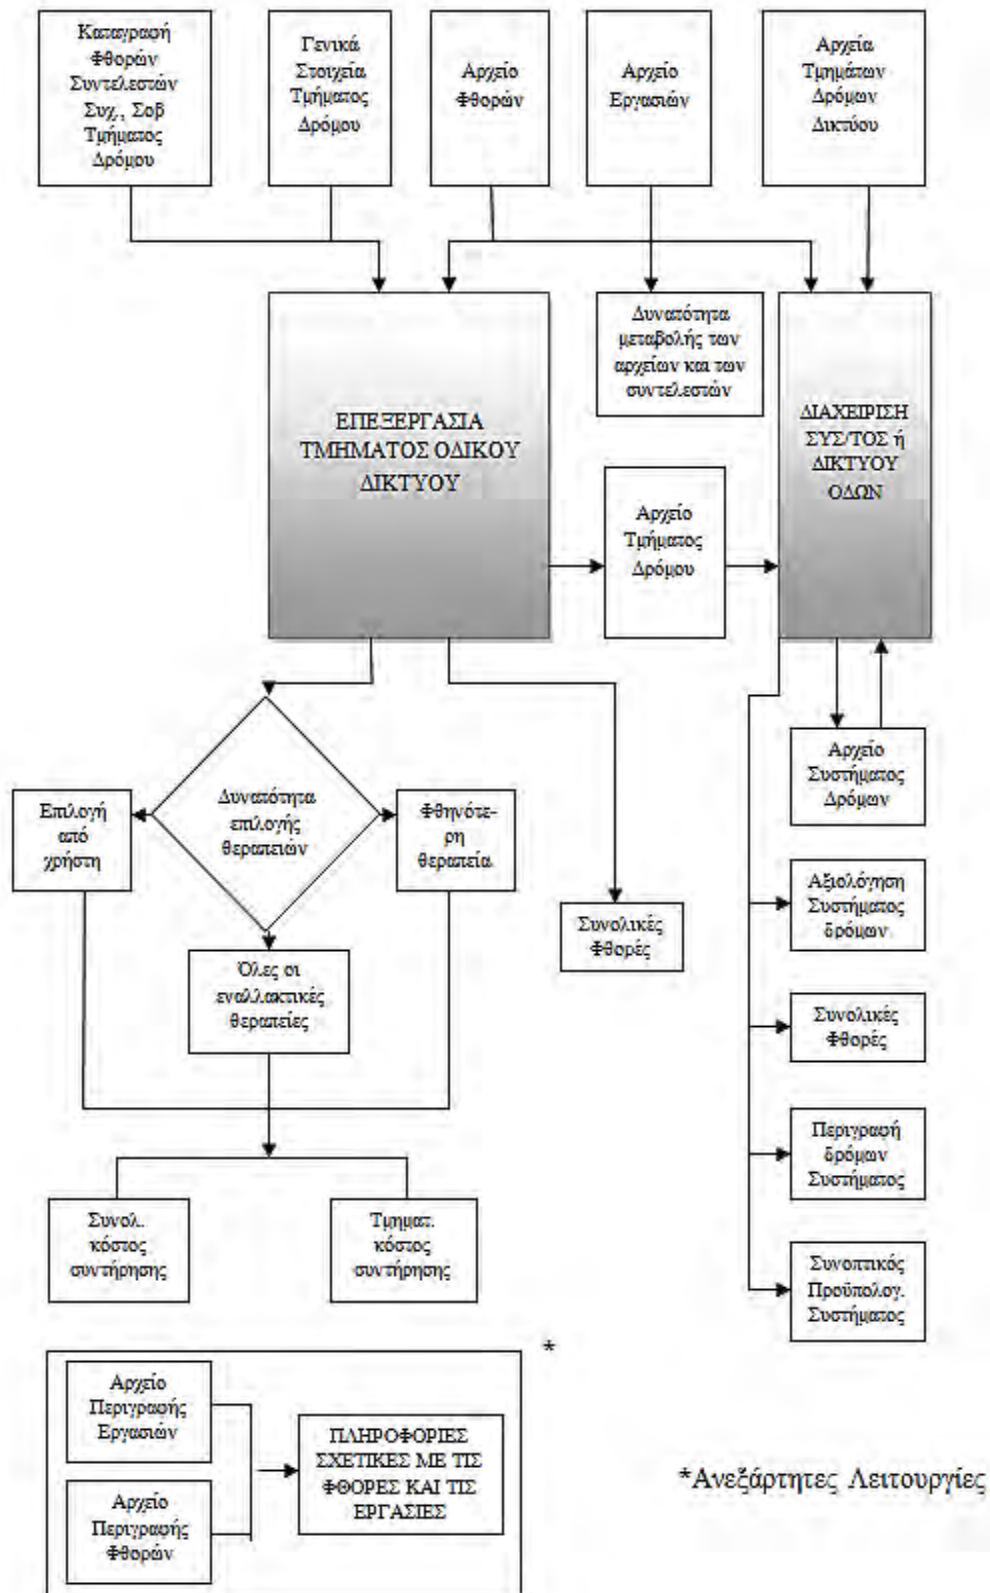 Καταγραφή
Φθορών
Συντελεστών
Συχ., Σοβ
Τμήματος
Δρόμου
Γενικά
Στοιχεία
Τμήματος
Δρόμου
Αρχείο
Φθορών
Αρχείο
Εργασιών
Αρχεία
Τμημάτων
Δρόμων
Δικτύου
ΕΠΕΞΕΡΓΑΣΙΑ
ΤΜΗΜΑΤΟΣ ΟΔΙΚΟΥ
ΔΙΚΤΥΟΥ
Δυνατότητα
μεταβολής των
αρχείων και των
συντελεστών
ΔΙΑΧΕΙΡΙΣΗ
ΣΥΣ/ΤΟΣ ή
ΔΙΚΤΥΟΥ
ΟΔΩΝ
Αρχείο
Τμήματος
Δρόμου
Αρχείο
Συστήματος
Δρόμων
Επιλογή
από
χρήστη
Δυνατότητα
επιλογής
θεραπειών
Φθηνότε-
ρη
θεραπεία
Όλες οι
εναλλακτικές
θεραπείες
Συνολικές
Φθορές
Αξιολόγηση
Συστήματος
δρόμων
Συνολικές
Φθορές
Περιγραφή
δρόμων
Συστήματος
Συνοπτικός
Προϋπολογ.
Συστήματος
Συνολ.
κόστος
συντήρησης
Τμηματ.
κόστος
συντήρησης
*
Αρχείο
Περιγραφής
Εργασιών
Αρχείο
Περιγραφής
Φθορών
ΠΛΗΡΟΦΟΡΙΕΣ
ΣΧΕΤΙΚΕΣ ΜΕ ΤΙΣ
ΦΘΟΡΕΣ ΚΑΙ ΤΙΣ
ΕΡΓΑΣΙΕΣ
*Ανεξάρτητες Λειτουργίες